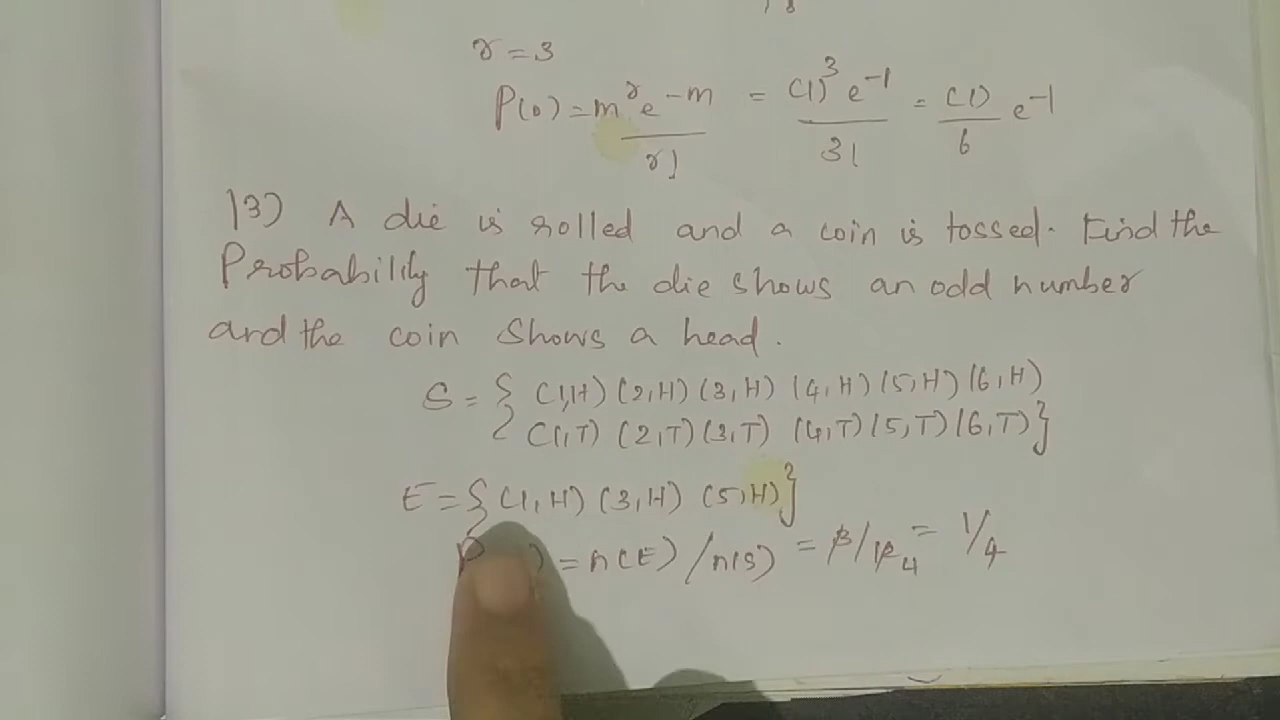 r = 3
P(0) = m^r e^-m / r! = (1)^3 e^-1 / 3! = (1) / 6 e^-1
13) A die is rolled and a coin is tossed. Find the
Probability that the die shows an odd number
and the coin shows a head.
S = { (1,H) (2,H) (3,H) (4,H) (5,H) (6,H)
(1,T) (2,T) (3,T) (4,T) (5,T) (6,T) }
E = { (1,H) (3,H) (5,H) }
P ) = n(E) / n(S) = 3/12 4 = 1/4